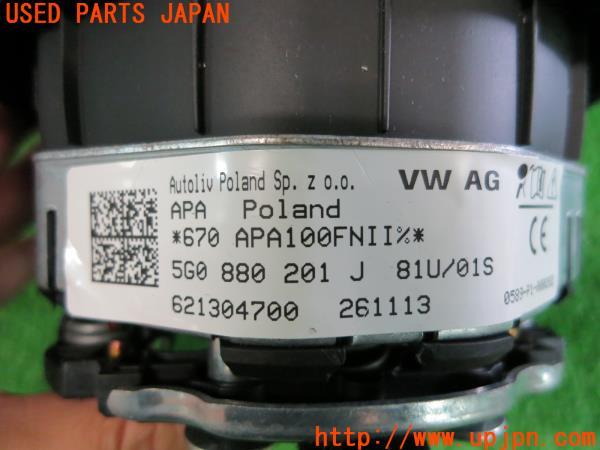 USED PARTS JAPAN
Autoliv Poland Sp. z o.o. VW AG
APA Poland
*670 APA100FNII%*
5G0 880 201 J 81U/01S
621304700 261113
CE
http://www.upjpn.com/